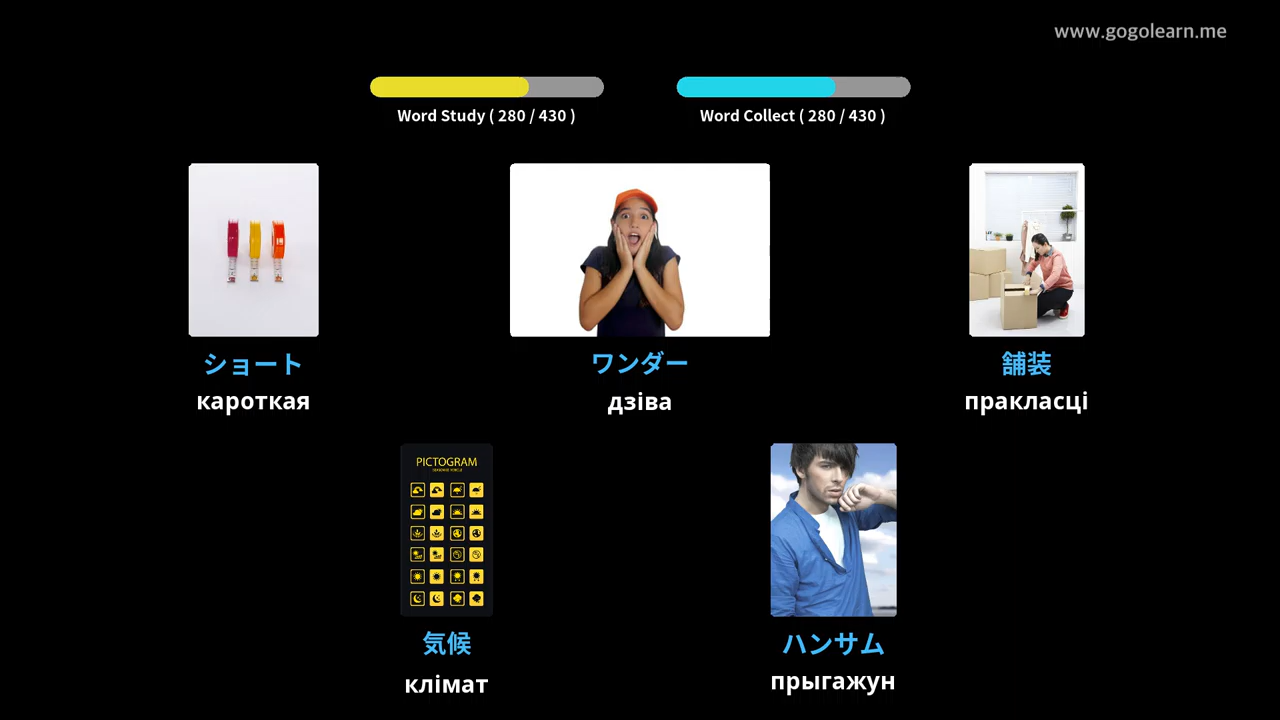 www.gogolearn.me
Word Study ( 280 / 430 )
Word Collect ( 280 / 430 )
ショート
ワンダー
舗装
кароткая
дзіва
пракласці
PICTOGRAM
気候
ハンサム
клімат
прыгажун